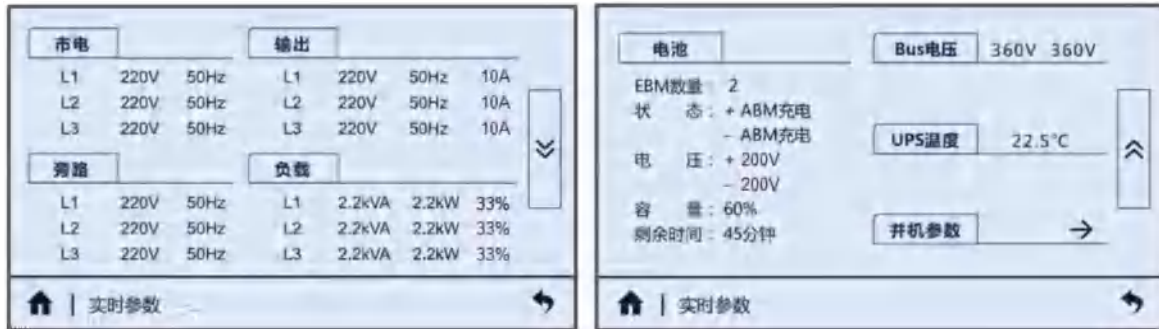 市电
L1 220V 50Hz
L2 220V 50Hz
L3 220V 50Hz
输出
L1 220V 50Hz 10A
L2 220V 50Hz 10A
L3 220V 50Hz 10A
旁路
L1 220V 50Hz
L2 220V 50Hz
L3 220V 50Hz
负载
L1 2.2kVA 2.2kW 33%
L2 2.2kVA 2.2kW 33%
L3 2.2kVA 2.2kW 33%
实时参数
电池
EBM数量: 2
状 态: + ABM充电
- ABM充电
电 压: + 200V
- 200V
容 量: 60%
剩余时间: 45分钟
Bus电压 360V 360V
UPS温度 22.5°C
并机参数
实时参数